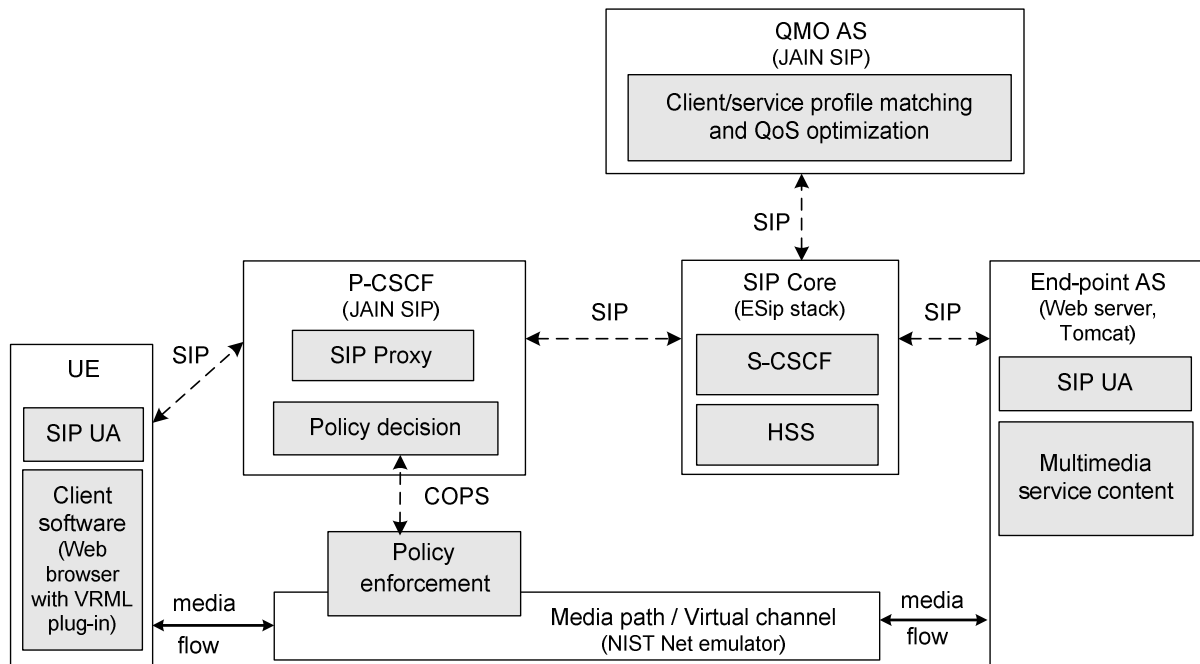 QMO AS
(JAIN SIP)
Client/service profile matching
and QoS optimization
SIP
P-CSCF
(JAIN SIP)
SIP Proxy
Policy decision
SIP
SIP Core
(ESip stack)
S-CSCF
HSS
SIP
End-point AS
(Web server,
Tomcat)
SIP UA
Multimedia
service content
SIP
UE
SIP UA
Client
software
(Web
browser
with VRML
plug-in)
COPS
Policy
enforcement
media
flow
Media path / Virtual channel
(NIST Net emulator)
media
flow